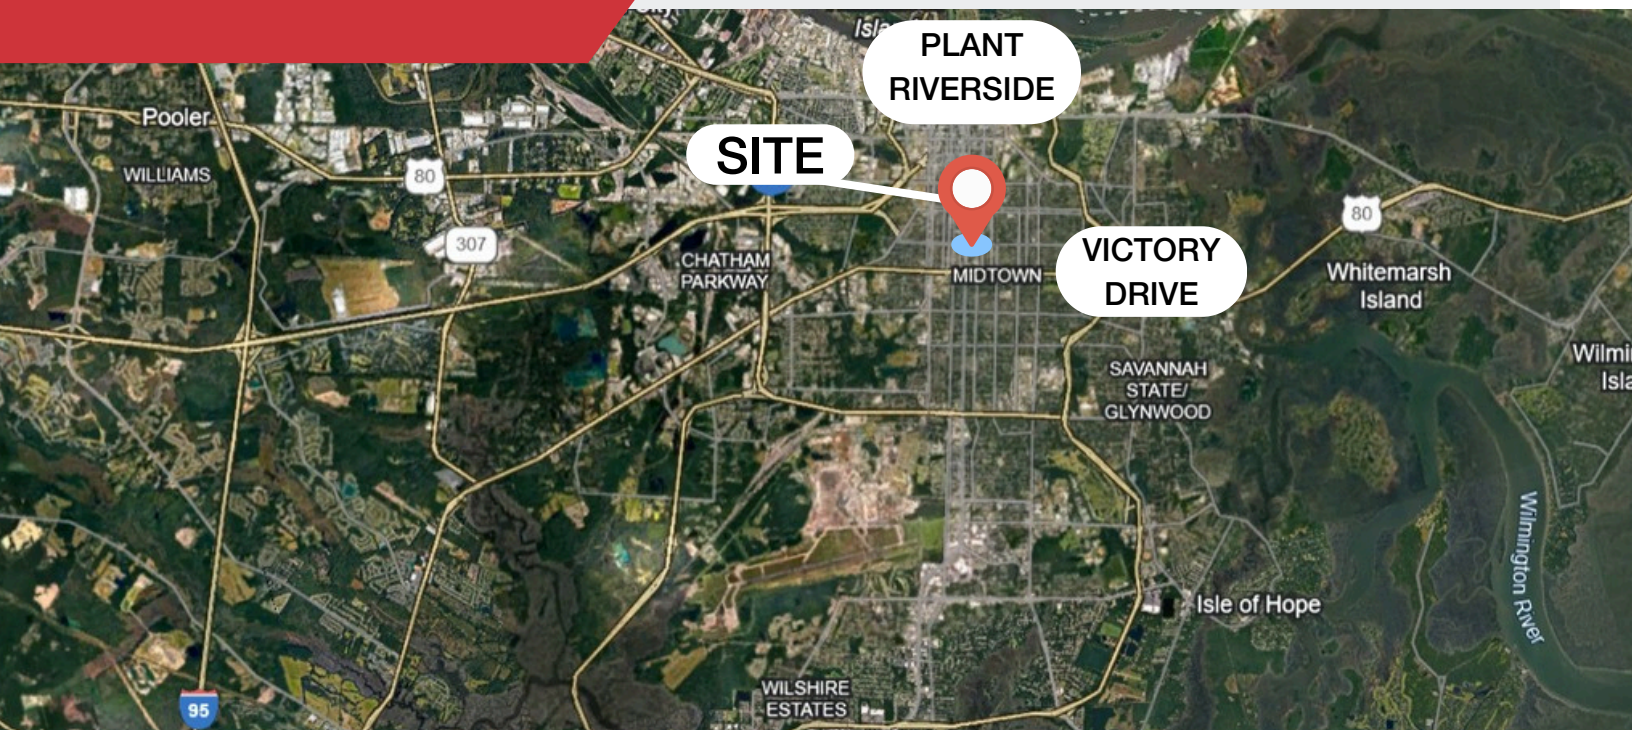 PLANT
RIVERSIDE
Pooler
SITE
WILLIAMS
80
80
307
VICTORY
DRIVE
CHATHAM
PARKWAY
MIDTOWN
Whitemarsh
Island
SAVANNAH
STATE/
GLYNWOOD
Wilmington River
Isle of Hope
WILSHIRE
ESTATES
95